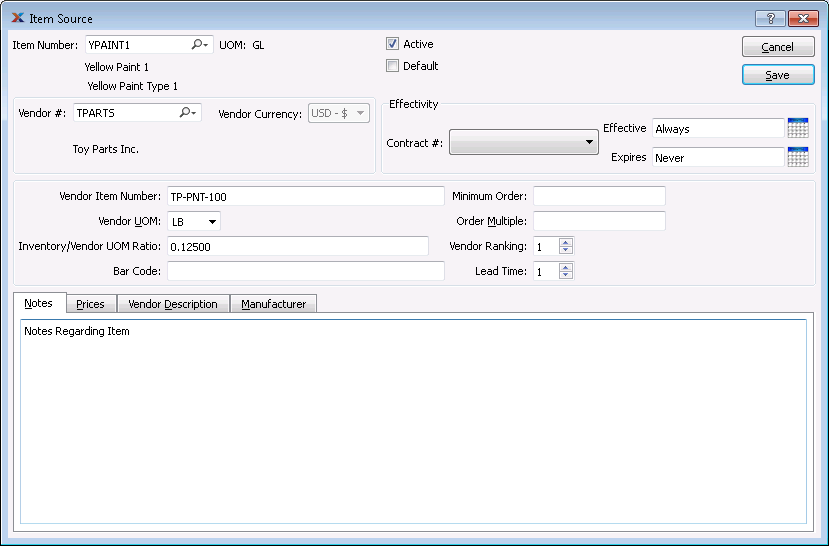 Item Source
Item Number: YPAINT1 UOM: GL
Active
Cancel
Yellow Paint 1
Default
Save
Yellow Paint Type 1
Vendor #: TPARTS Vendor Currency: USD - $
Toy Parts Inc.
Effectivity
Contract #:
Effective Always
Expires Never
Vendor Item Number: TP-PNT-100
Minimum Order:
Vendor UOM: LB
Order Multiple:
Inventory/Vendor UOM Ratio: 0.12500
Vendor Ranking: 1
Bar Code:
Lead Time: 1
Notes Prices Vendor Description Manufacturer
Notes Regarding Item